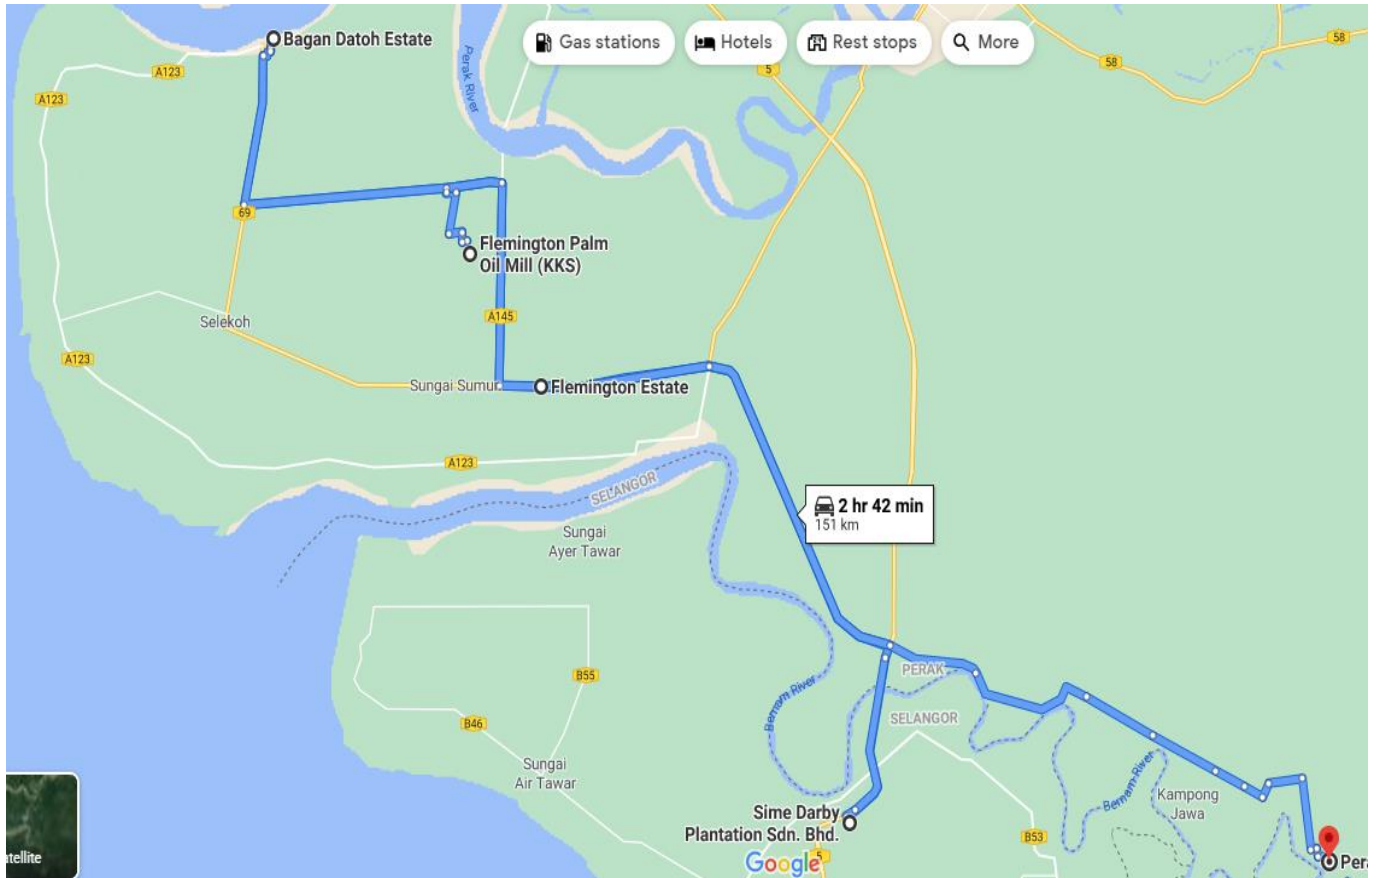 Bagan Datoh Estate
Gas stations
Hotels
Rest stops
More
58
5
58
A123
A123
Perak River
69
Flemington Palm
Oil Mill (KKS)
A145
Selekoh
A123
Sungai Sumur
Flemington Estate
A123
SELANGOR
2 hr 42 min
151 km
Sungai
Ayer Tawar
PERAK
B55
Bernam River
SELANGOR
B46
Sungai
Air Tawar
Bernam River
Kampong
Jawa
Sime Darby
Plantation Sdn. Bhd.
B53
Google
5
Pera
atellite